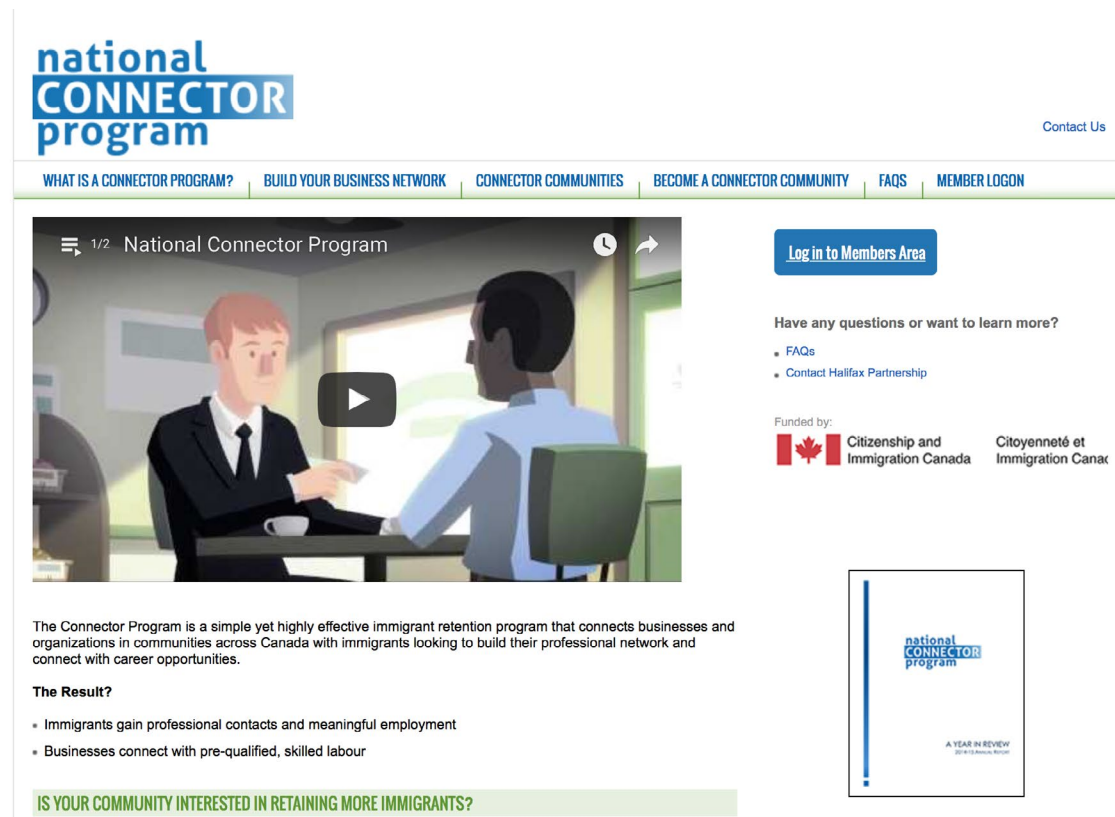 national
CONNECTOR
program
Contact Us
WHAT IS A CONNECTOR PROGRAM?
BUILD YOUR BUSINESS NETWORK
CONNECTOR COMMUNITIES
BECOME A CONNECTOR COMMUNITY
FAQS
MEMBER LOGON
1/2 National Connector Program
Log in to Members Area
Have any questions or want to learn more?
FAQs
Contact Halifax Partnership
Funded by:
Citizenship and
Immigration Canada
Citoyenneté et
Immigration Canad
The Connector Program is a simple yet highly effective immigrant retention program that connects businesses and
organizations in communities across Canada with immigrants looking to build their professional network and
connect with career opportunities.
The Result?
Immigrants gain professional contacts and meaningful employment
Businesses connect with pre-qualified, skilled labour
national
CONNECTOR
program
A YEAR IN REVIEW
2014-15 ANNUAL REPORT
IS YOUR COMMUNITY INTERESTED IN RETAINING MORE IMMIGRANTS?